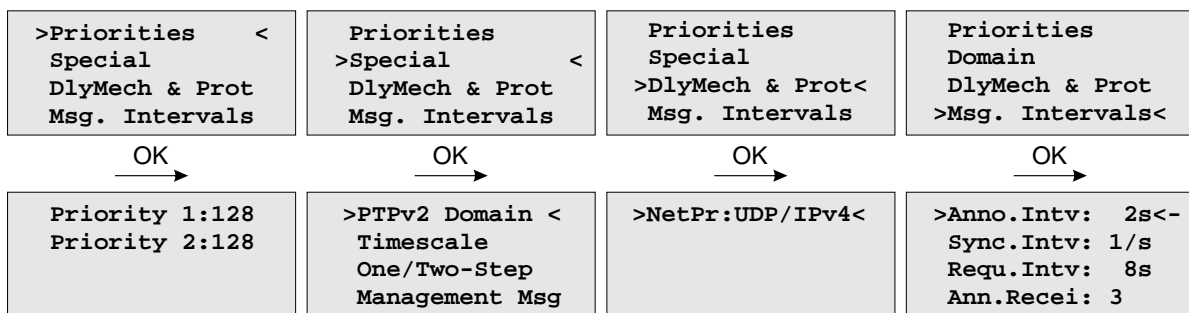 >Priorities <
Special
DlyMech & Prot
Msg. Intervals
Priorities
>Special <
DlyMech & Prot
Msg. Intervals
Priorities
Special
>DlyMech & Prot<
Msg. Intervals
Priorities
Domain
DlyMech & Prot
>Msg. Intervals<
OK
OK
OK
OK
Priority 1:128
Priority 2:128
>PTPv2 Domain <
Timescale
One/Two-Step
Management Msg
>NetPr:UDP/IPv4<
>Anno.Intv: 2s<-
Sync.Intv: 1/s
Requ.Intv: 8s
Ann.Recei: 3